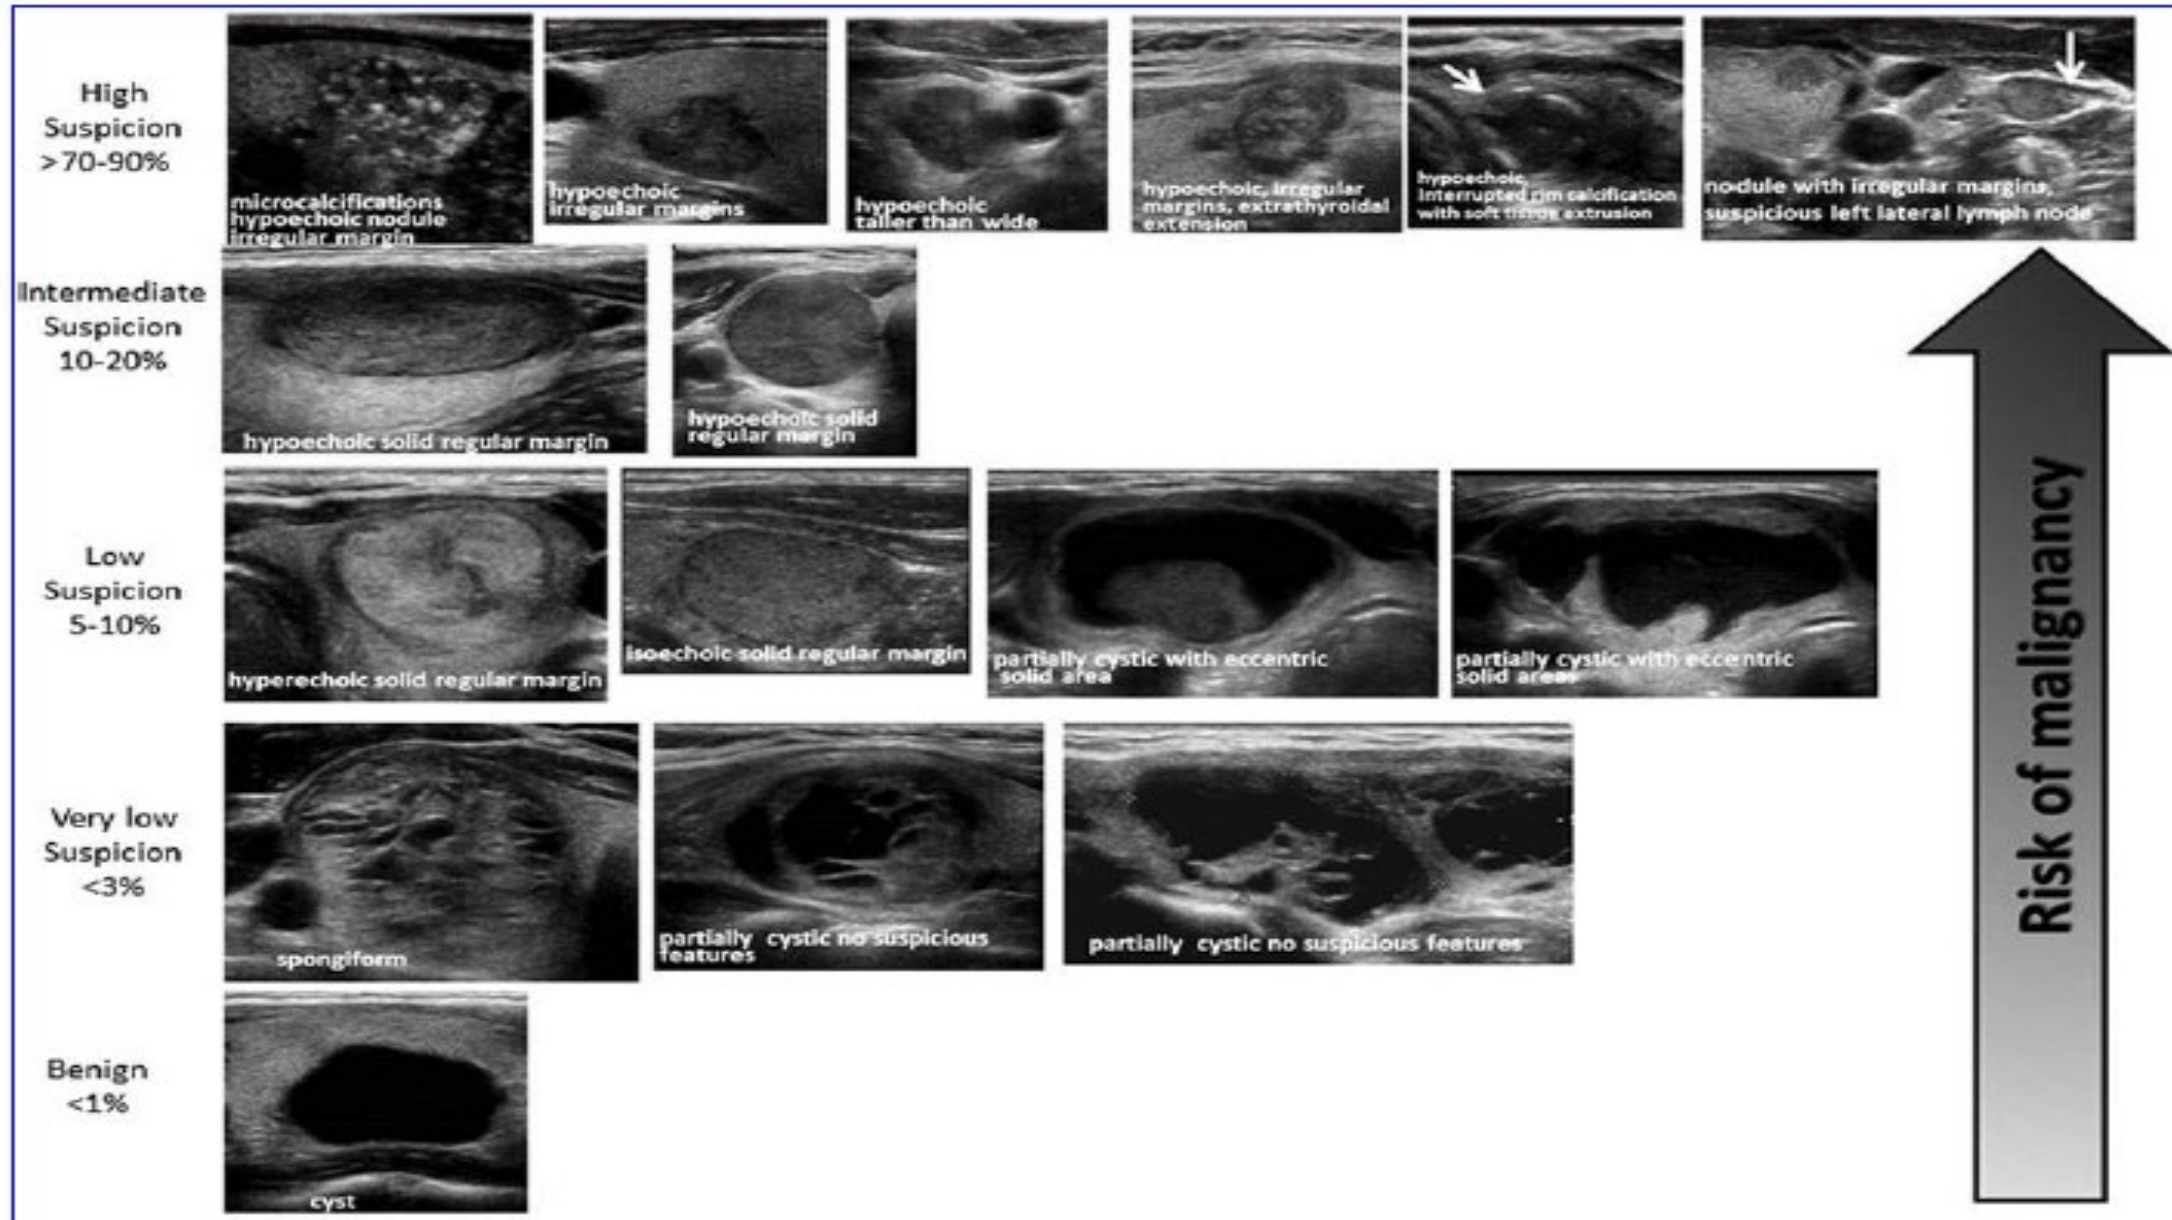 High
Suspicion
>70-90%
microcalcifications
hypoechoic nodule
irregular margin
hypoechoic
irregular margins
hypoechoic
taller than wide
hypoechoic, irregular
margins, extrathyroidal
extension
hypoechoic,
interrupted rim calcification
with soft tissue extrusion
nodule with irregular margins,
suspicious left lateral lymph node
Intermediate
Suspicion
10-20%
hypoechoic solid regular margin
hypoechoic solid
regular margin
Low
Suspicion
5-10%
hyperechoic solid regular margin
isoechoic solid regular margin
partially cystic with eccentric
solid area
partially cystic with eccentric
solid areas
Very low
Suspicion
<3%
spongiform
partially cystic no suspicious
features
partially cystic no suspicious features
Benign
<1%
cyst
Risk of malignancy